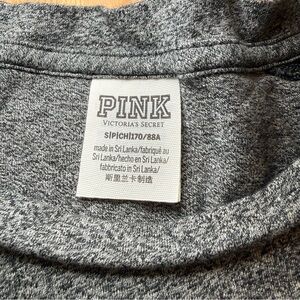 PINK
VICTORIA'S SECRET
S|P|CH|170/88A
made in Sri Lanka/fabriqué au
Sri Lanka/hecho en Sri Lanka/
fabbricato in Sri Lanka/
斯里兰卡制造